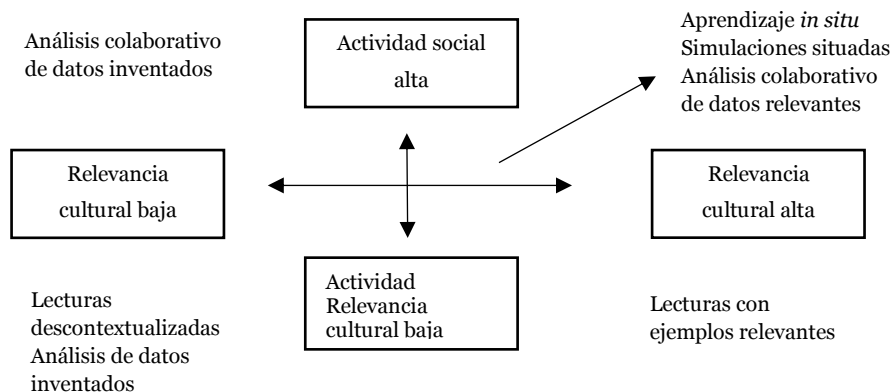 Análisis colaborativo
de datos inventados
Actividad social
alta
Aprendizaje in situ
Simulaciones situadas
Análisis colaborativo
de datos relevantes
Relevancia
cultural baja
Relevancia
cultural alta
Actividad
Relevancia
cultural baja
Lecturas
descontextualizadas
Análisis de datos
inventados
Lecturas con
ejemplos relevantes